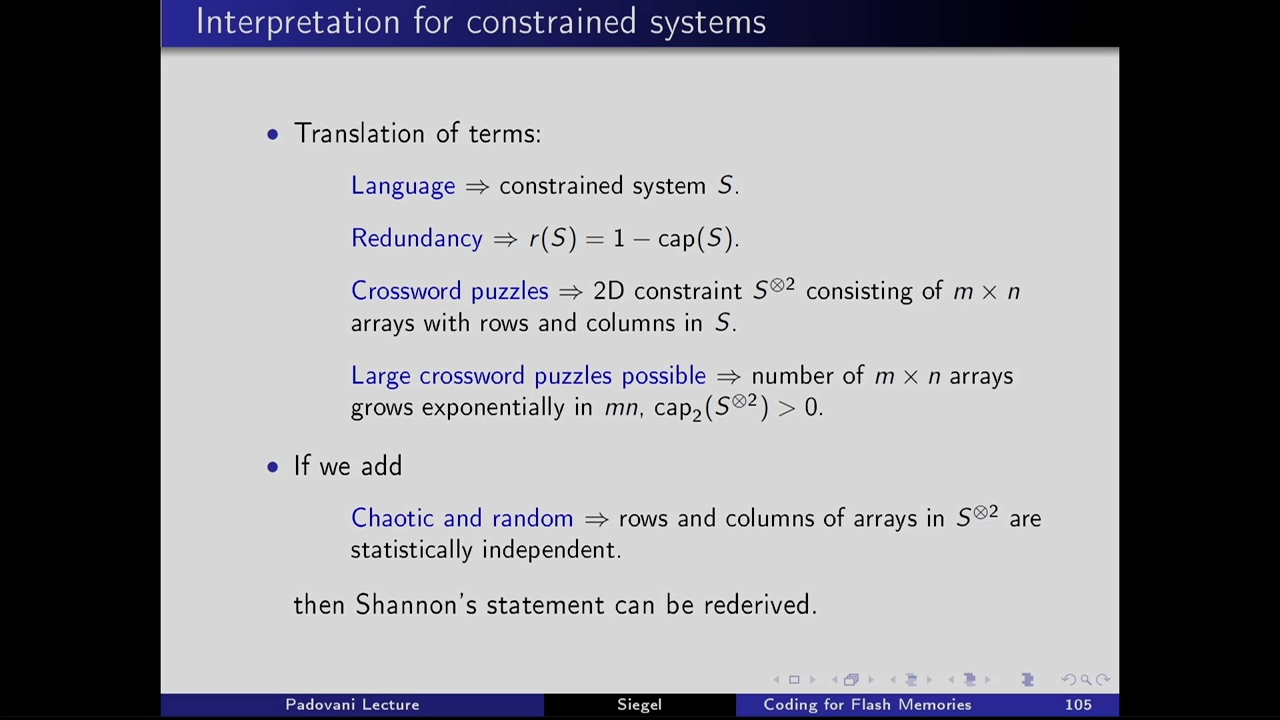 Interpretation for constrained systems
• Translation of terms:
Language ⇒ constrained system S.
Redundancy ⇒ r(S) = 1 − cap(S).
Crossword puzzles ⇒ 2D constraint S⊗2 consisting of m × n
arrays with rows and columns in S.
Large crossword puzzles possible ⇒ number of m × n arrays
grows exponentially in mn, cap₂(S⊗2) > 0.
• If we add
Chaotic and random ⇒ rows and columns of arrays in S⊗2 are
statistically independent.
then Shannon's statement can be rederived.
Padovani Lecture Siegel Coding for Flash Memories 105